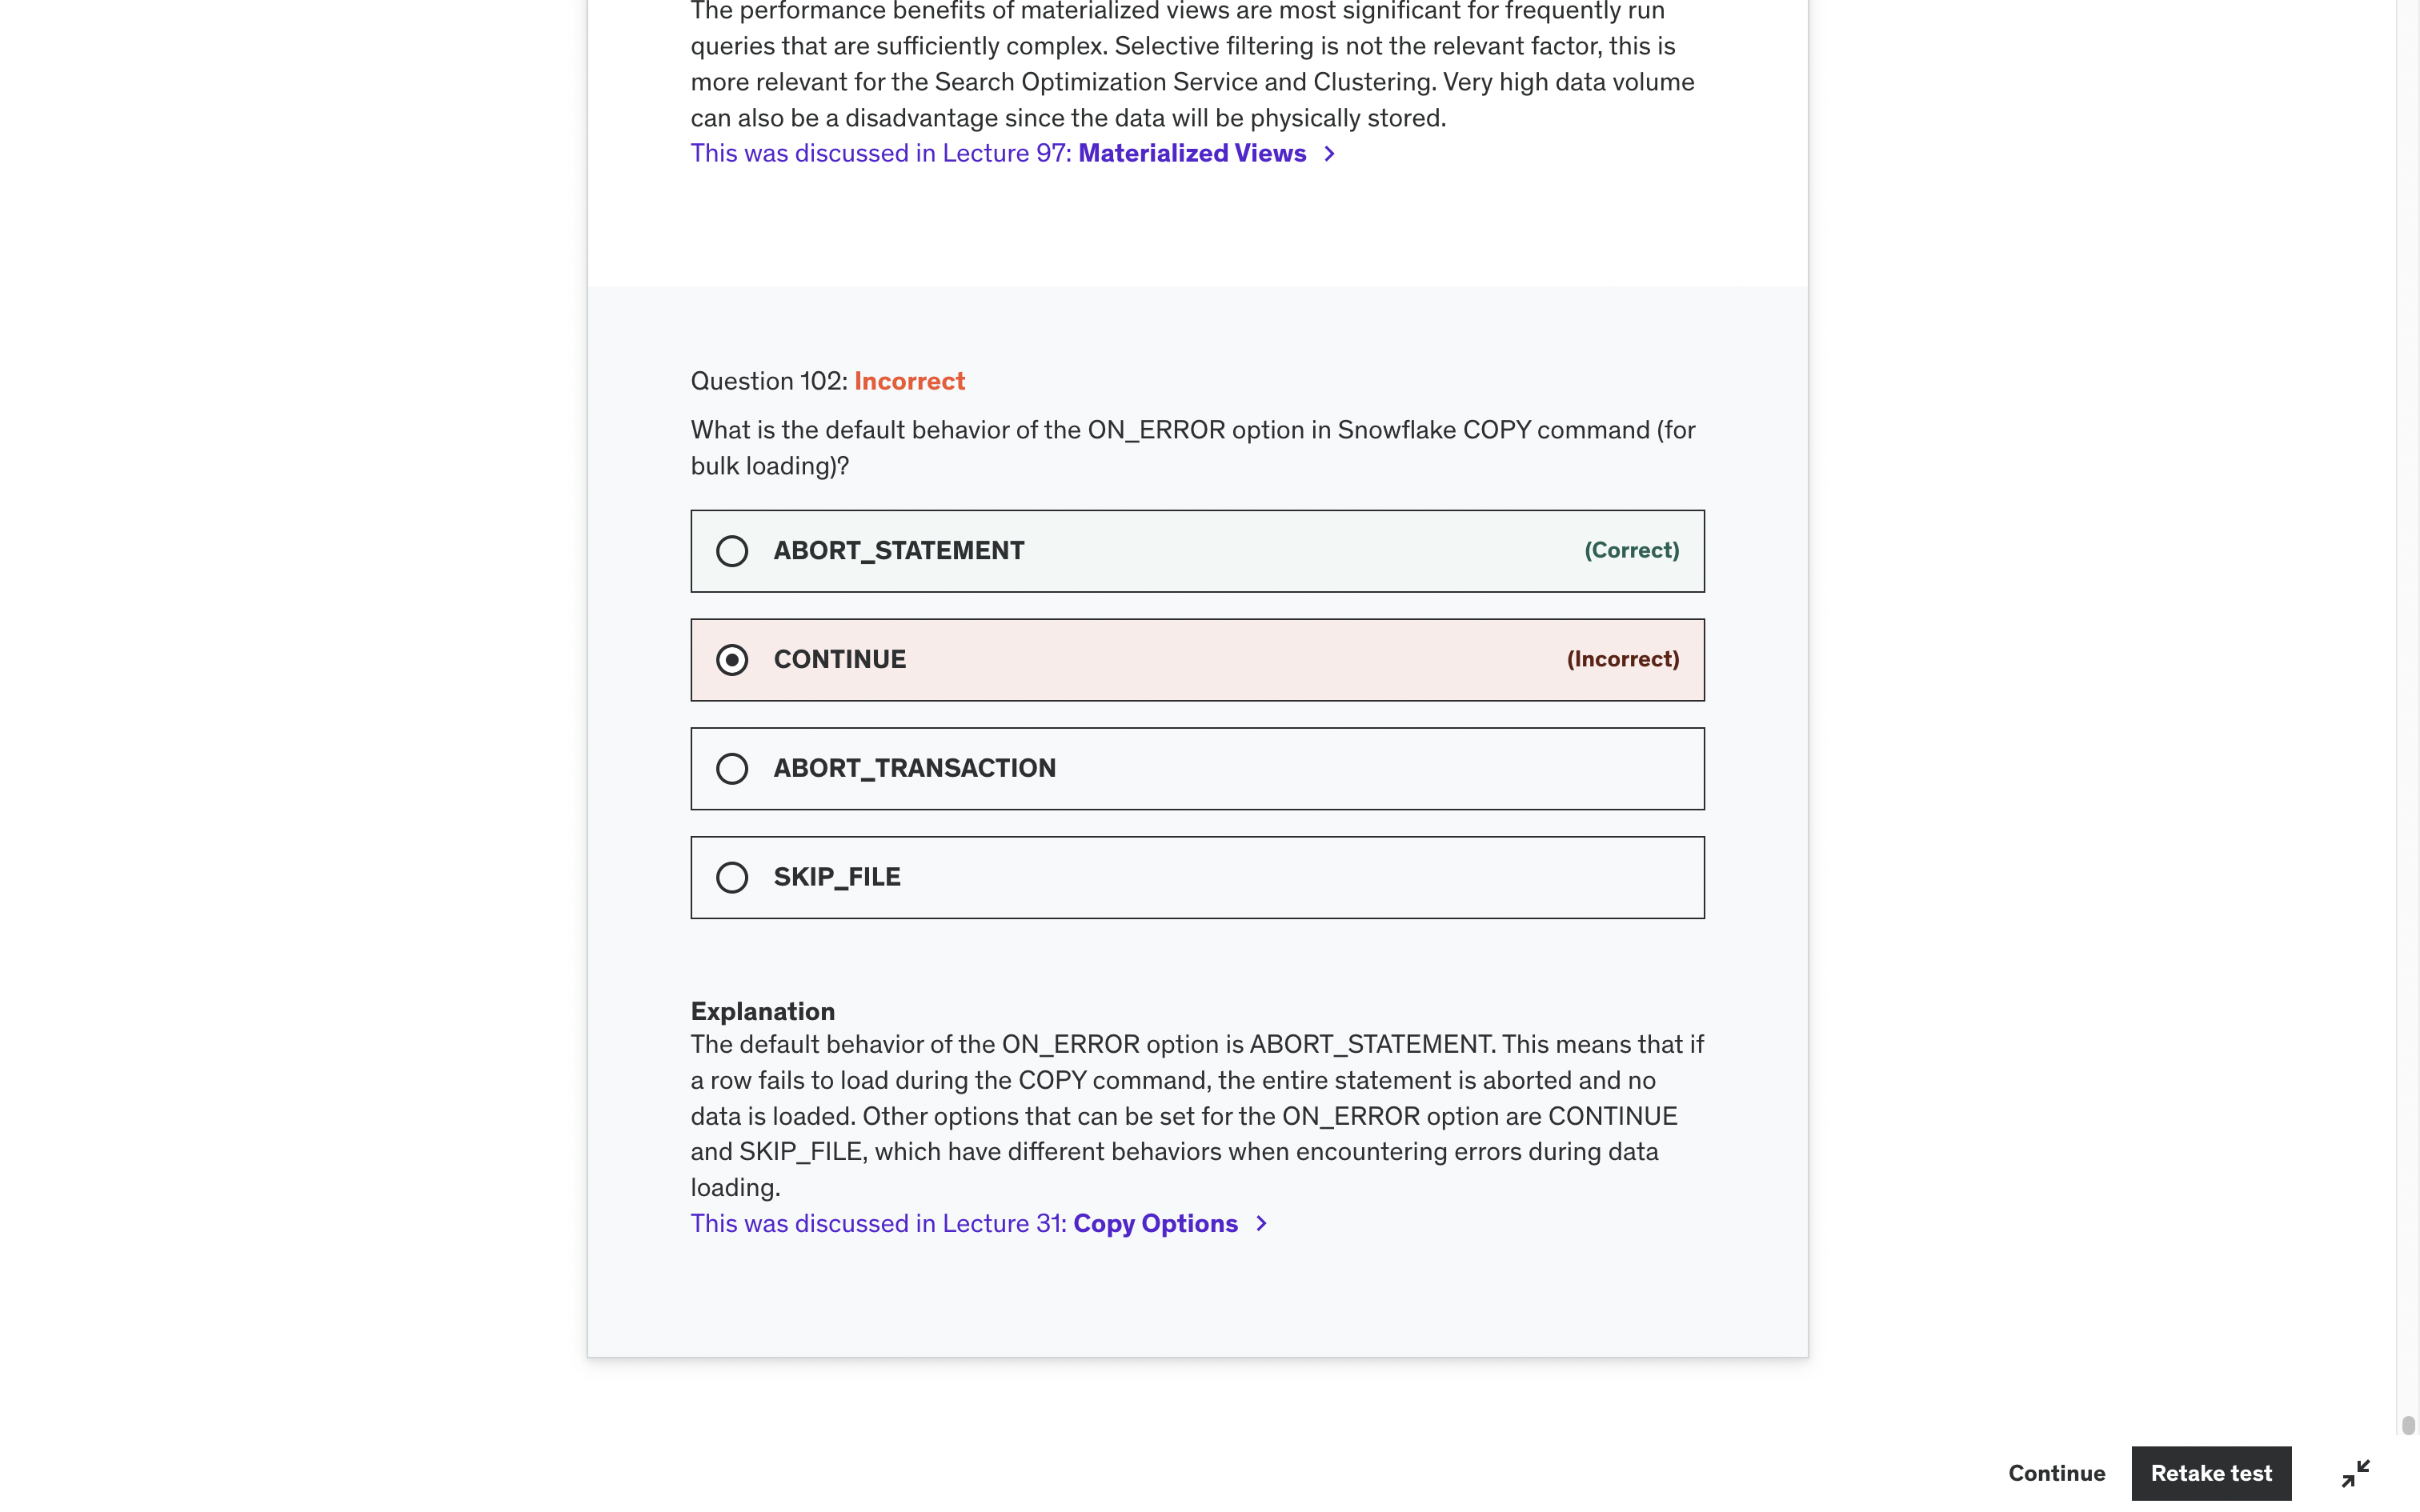 The performance benefits of materialized views are most significant for frequently run
queries that are sufficiently complex. Selective filtering is not the relevant factor, this is
more relevant for the Search Optimization Service and Clustering. Very high data volume
can also be a disadvantage since the data will be physically stored.
This was discussed in Lecture 97: Materialized Views
Question 102: Incorrect
What is the default behavior of the ON_ERROR option in Snowflake COPY command (for
bulk loading)?
ABORT_STATEMENT (Correct)
CONTINUE (Incorrect)
ABORT_TRANSACTION
SKIP_FILE
Explanation
The default behavior of the ON_ERROR option is ABORT_STATEMENT. This means that if
a row fails to load during the COPY command, the entire statement is aborted and no
data is loaded. Other options that can be set for the ON_ERROR option are CONTINUE
and SKIP_FILE, which have different behaviors when encountering errors during data
loading.
This was discussed in Lecture 31: Copy Options
Continue Retake test